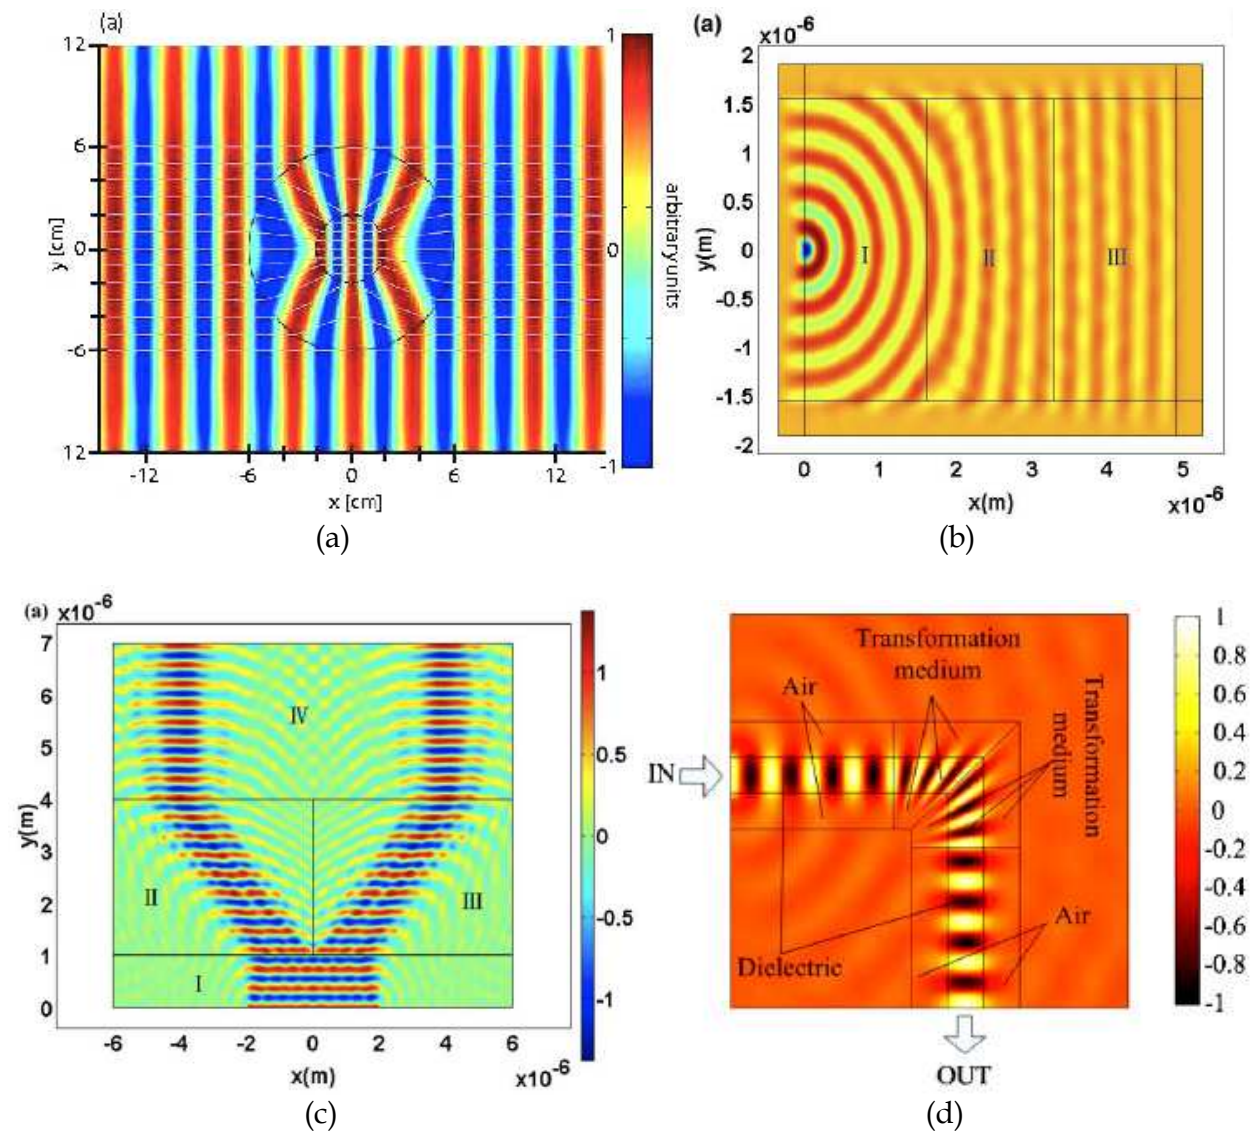 (a)
12
6
0
-6
12
y [cm]
-12 -6 0 6 12
x [cm]
1
0
-1
arbitrary units
(a)
(a)
x10⁻⁶
2
1.5
1
0.5
0
-0.5
-1
-1.5
-2
y(m)
I II III
0 1 2 3 4 5
x(m) x10⁻⁶
(b)
(a) x10⁻⁶
7
6
5
4
3
2
1
0
y(m)
IV
II III
I
-6 -4 -2 0 2 4 6
x(m) x10⁻⁶
1
0.5
0
-0.5
-1
(c)
Transformation
medium
Air
Transformation
medium
IN
Air
Dielectric
OUT
1
0.8
0.6
0.4
0.2
0
-0.2
-0.4
-0.6
-0.8
-1
(d)